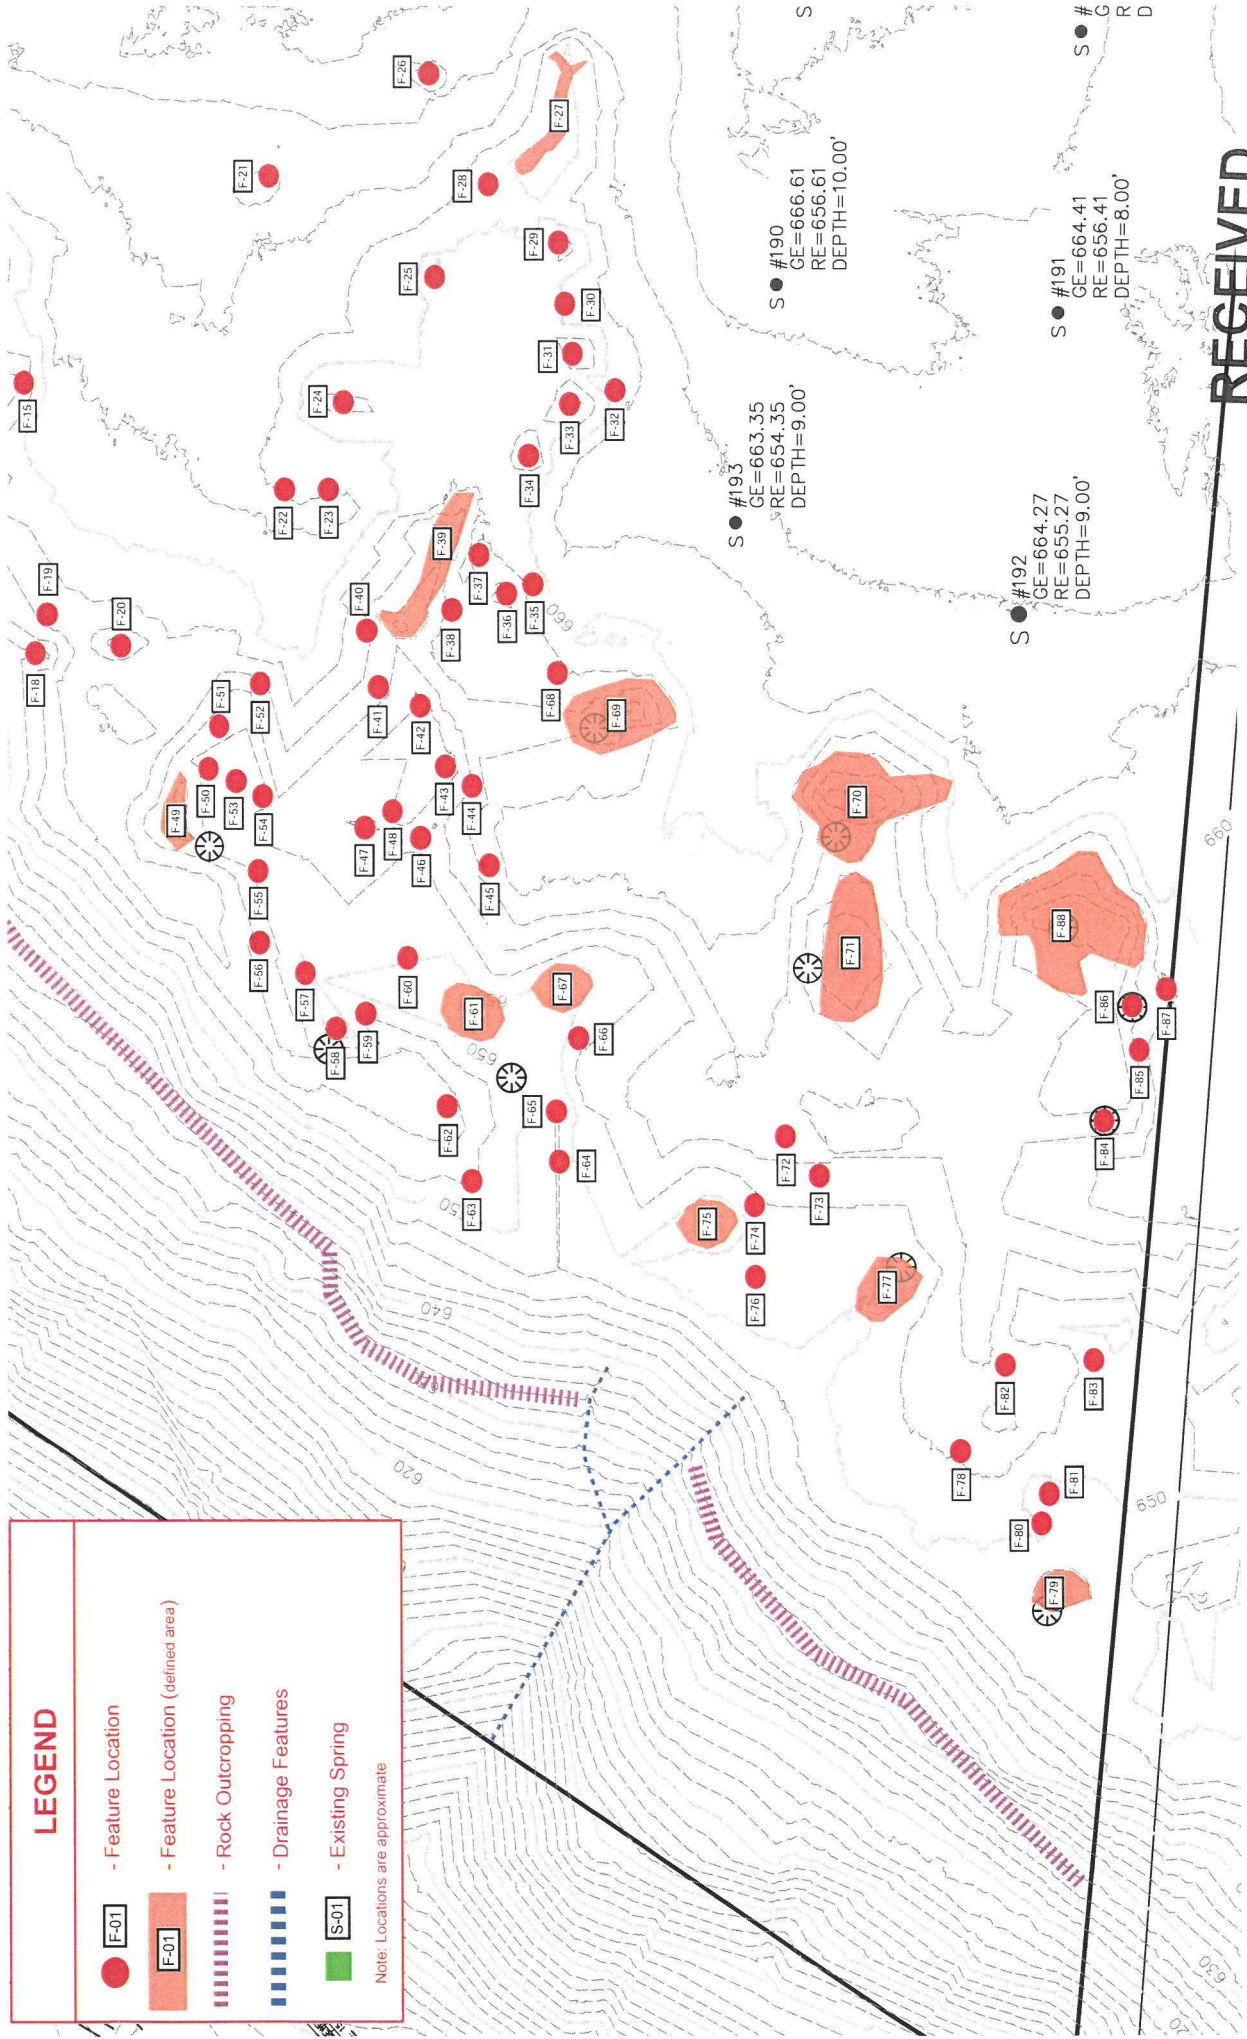 LEGEND
F-01
- Feature Location
F-01
- Feature Location (defined area)
- Rock Outcropping
- Drainage Features
S-01
- Existing Spring
Note: Locations are approximate
F-15
F-18
F-19
F-20
F-21
F-22
F-23
F-24
F-25
F-26
F-27
F-28
F-29
F-30
F-31
F-32
F-33
F-34
F-35
F-36
F-37
F-38
F-39
F-40
F-41
F-42
F-43
F-44
F-45
F-46
F-47
F-48
F-49
F-50
F-51
F-52
F-53
F-54
F-55
F-56
F-57
F-58
F-59
F-60
F-61
F-62
F-63
F-64
F-65
F-66
F-67
F-68
F-69
F-70
F-71
F-72
F-73
F-74
F-75
F-76
F-77
F-78
F-79
F-80
F-81
F-82
F-83
F-84
F-85
F-86
F-87
F-88
S #190
GE=666.61
RE=656.61
DEPTH=10.00'
S #191
GE=664.41
RE=656.41
DEPTH=8.00'
S #193
GE=663.35
RE=654.35
DEPTH=9.00'
S #192
GE=664.27
RE=655.27
DEPTH=9.00'
S
S #
G
R
D
620
640
650
660
660
650
630
RECEIVED